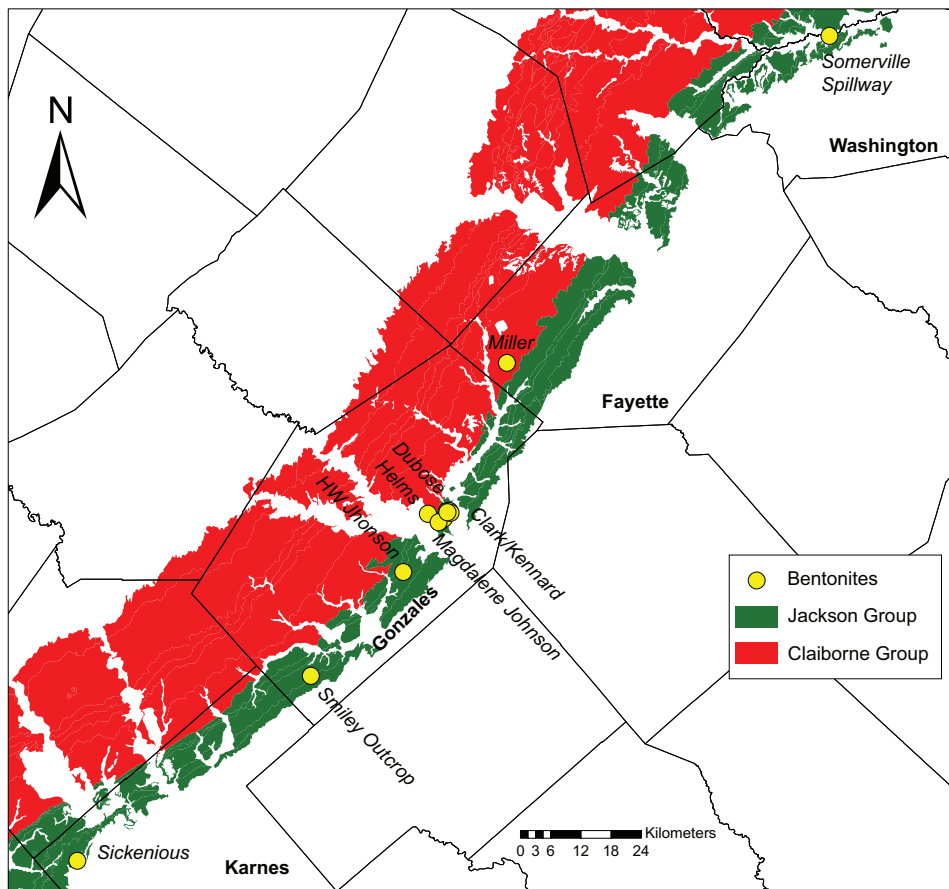 Somerville
Spillway
N
Washington
Miller
Fayette
Dubose
Helms
HW Jhonson
Clark/Kennard
Magdalene Johnson
Gonzales
Smiley Outcrop
Bentonites
Jackson Group
Claiborne Group
Kilometers
0 3 6 12 18 24
Sickenious
Karnes